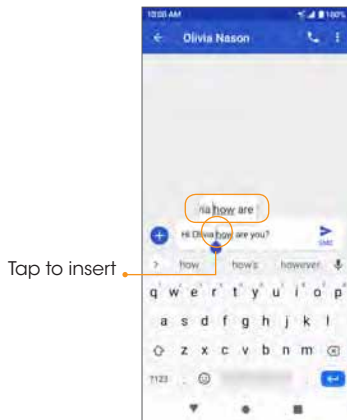 10:00 AM
100%
Olivia Nason
via how are
Hi Olivia how are you?
SMS
Tap to insert
how how's however
q w e r t y u i o p
a s d f g h j k l
z x c v b n m
?123 , .